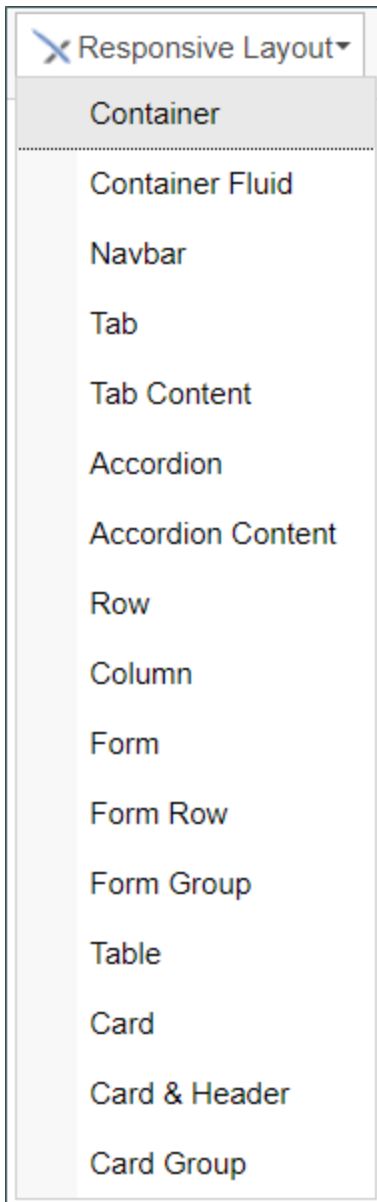 Responsive Layout
Container
Container Fluid
Navbar
Tab
Tab Content
Accordion
Accordion Content
Row
Column
Form
Form Row
Form Group
Table
Card
Card & Header
Card Group